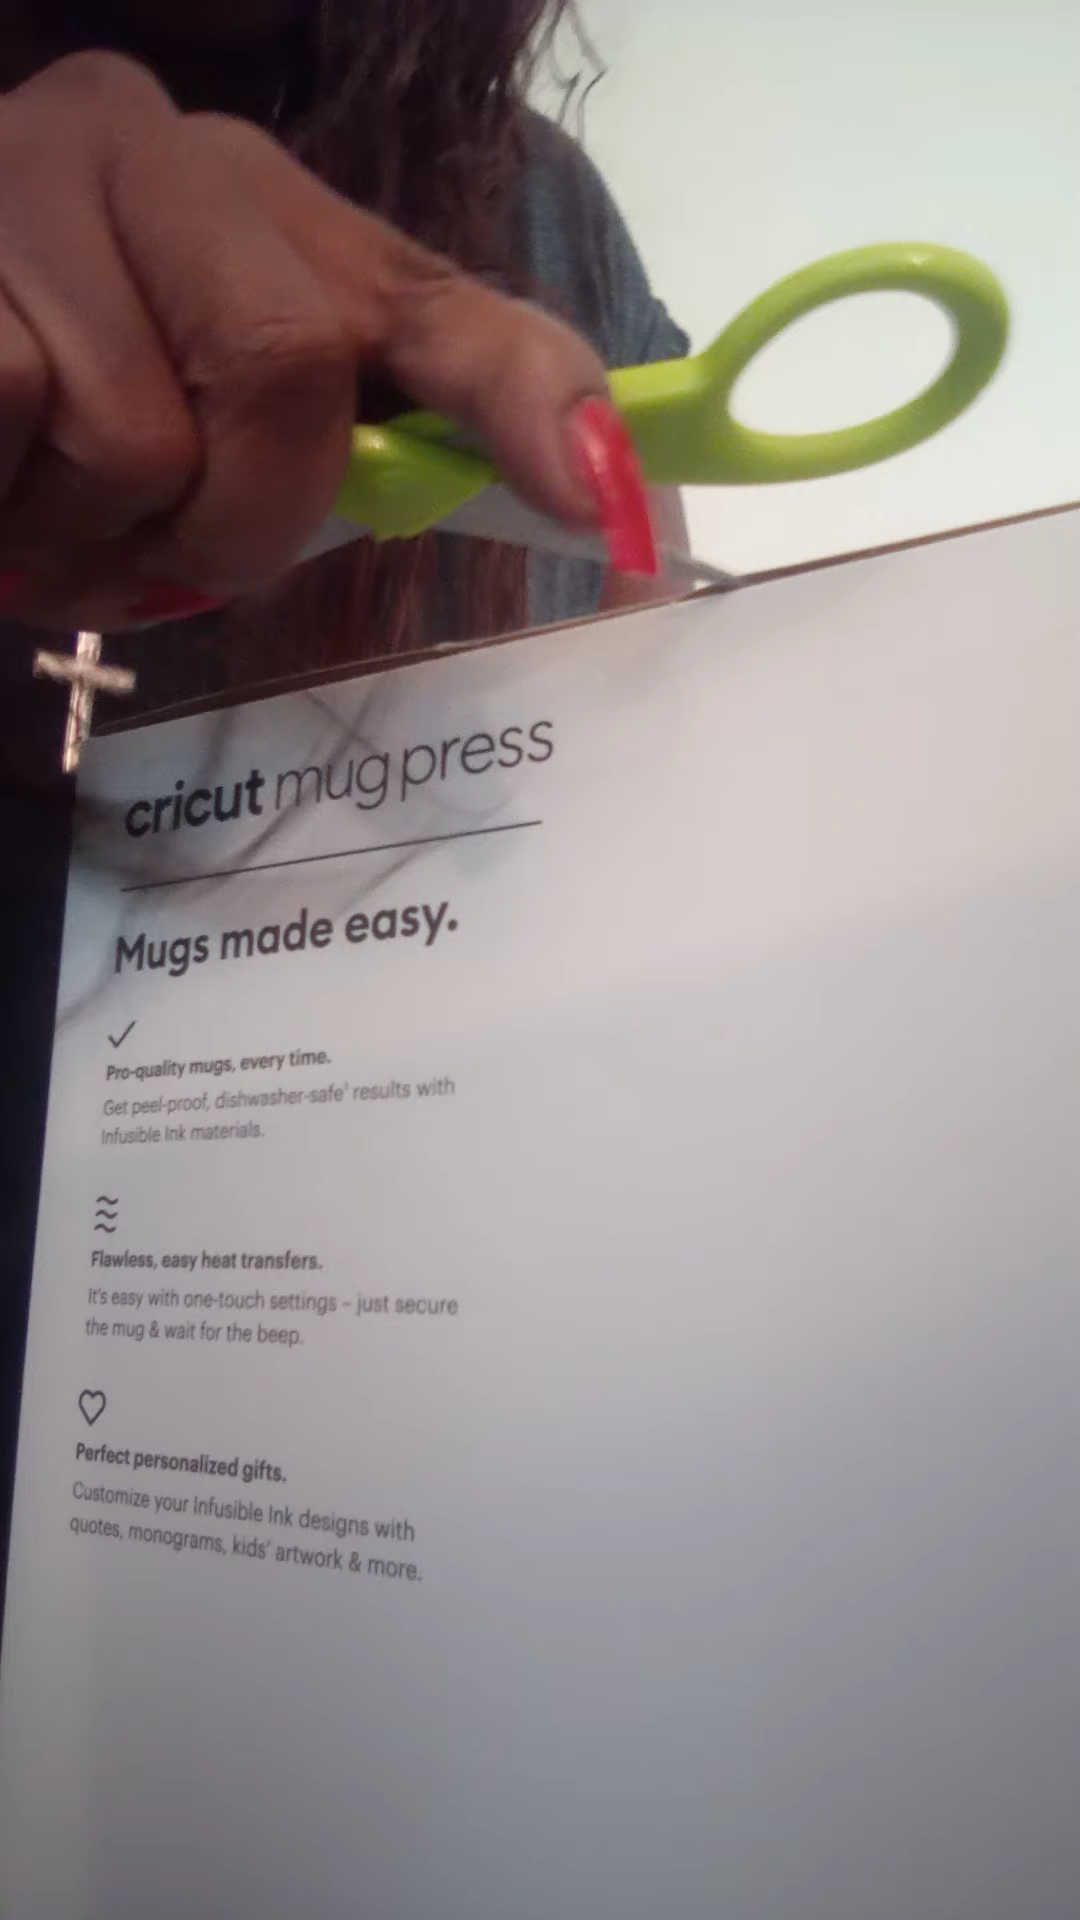 cricut mug press
Mugs made easy.
Pro-quality mugs, every time.
Get peel-proof, dishwasher-safe¹ results with
Infusible Ink materials.
Flawless, easy heat transfers.
It's easy with one-touch settings – just secure
the mug & wait for the beep.
Perfect personalized gifts.
Customize your Infusible Ink designs with
quotes, monograms, kids' artwork & more.